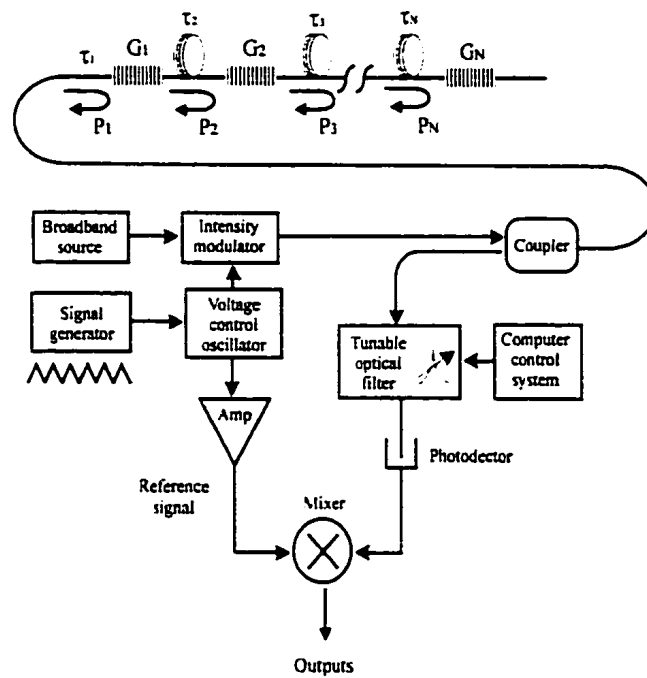 τ1 G1 τ2 G2 τ3 τN GN
P1 P2 P3 PN
Broadband
source
Intensity
modulator
Coupler
Signal
generator
Voltage
control
oscillator
Tunable
optical
filter
Computer
control
system
Amp
Photodector
Reference
signal
Mixer
Outputs